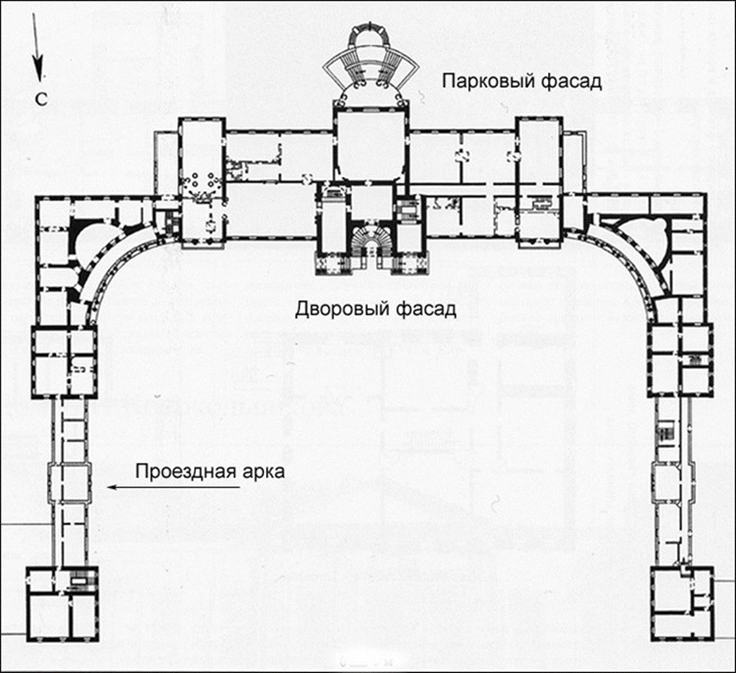 Парковый фасад
С
Дворовый фасад
Проездная арка